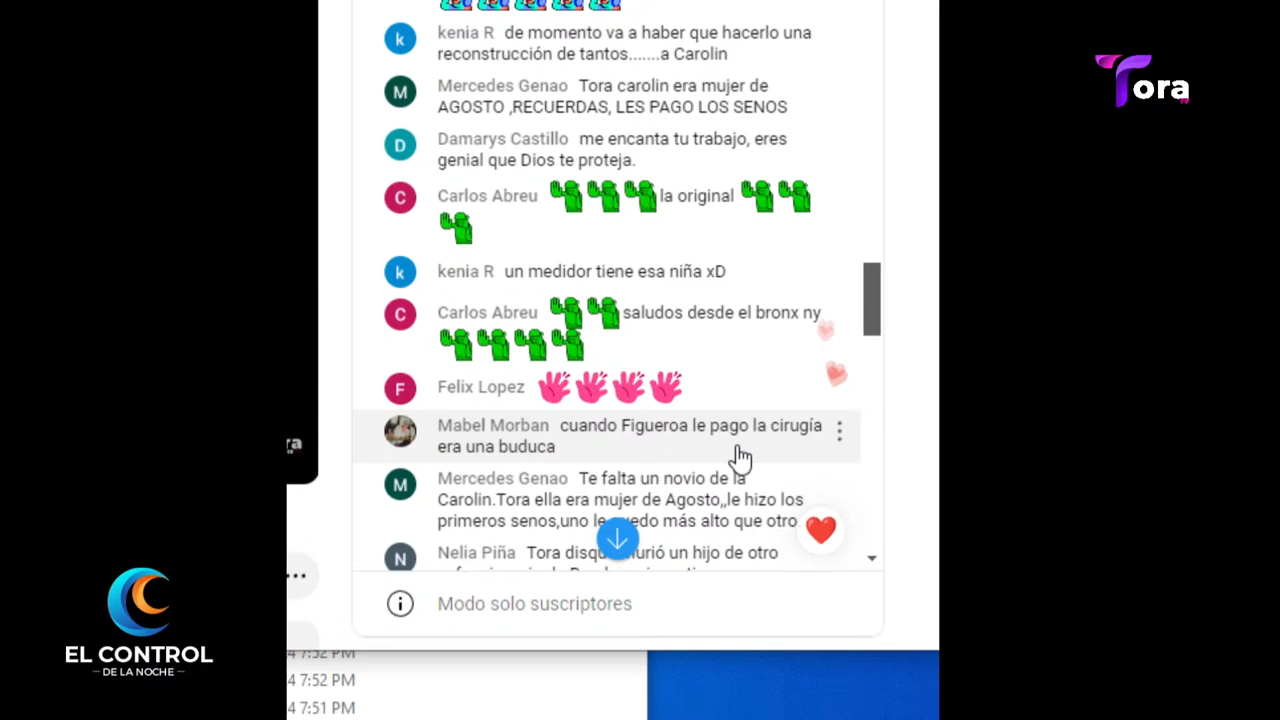 kenia R de momento va a haber que hacerlo una
reconstrucción de tantos.......a Carolin
Tora
M Mercedes Genao Tora carolin era mujer de
AGOSTO ,RECUERDAS, LES PAGO LOS SENOS
D Damarys Castillo me encanta tu trabajo, eres
genial que Dios te proteja.
C Carlos Abreu la original
k kenia R un medidor tiene esa niña xD
C Carlos Abreu saludos desde el bronx ny
F Felix Lopez
Mabel Morban cuando Figueroa le pago la cirugía
era una buduca
M Mercedes Genao Te falta un novio de la
Carolin.Tora ella era mujer de Agosto,,le hizo los
primeros senos,uno le más alto que otro
N Nelia Piña Tora un hijo de otro
Modo solo suscriptores
EL CONTROL
DE LA NOCHE
4 7:52 PM
4 7:52 PM
4 7:51 PM